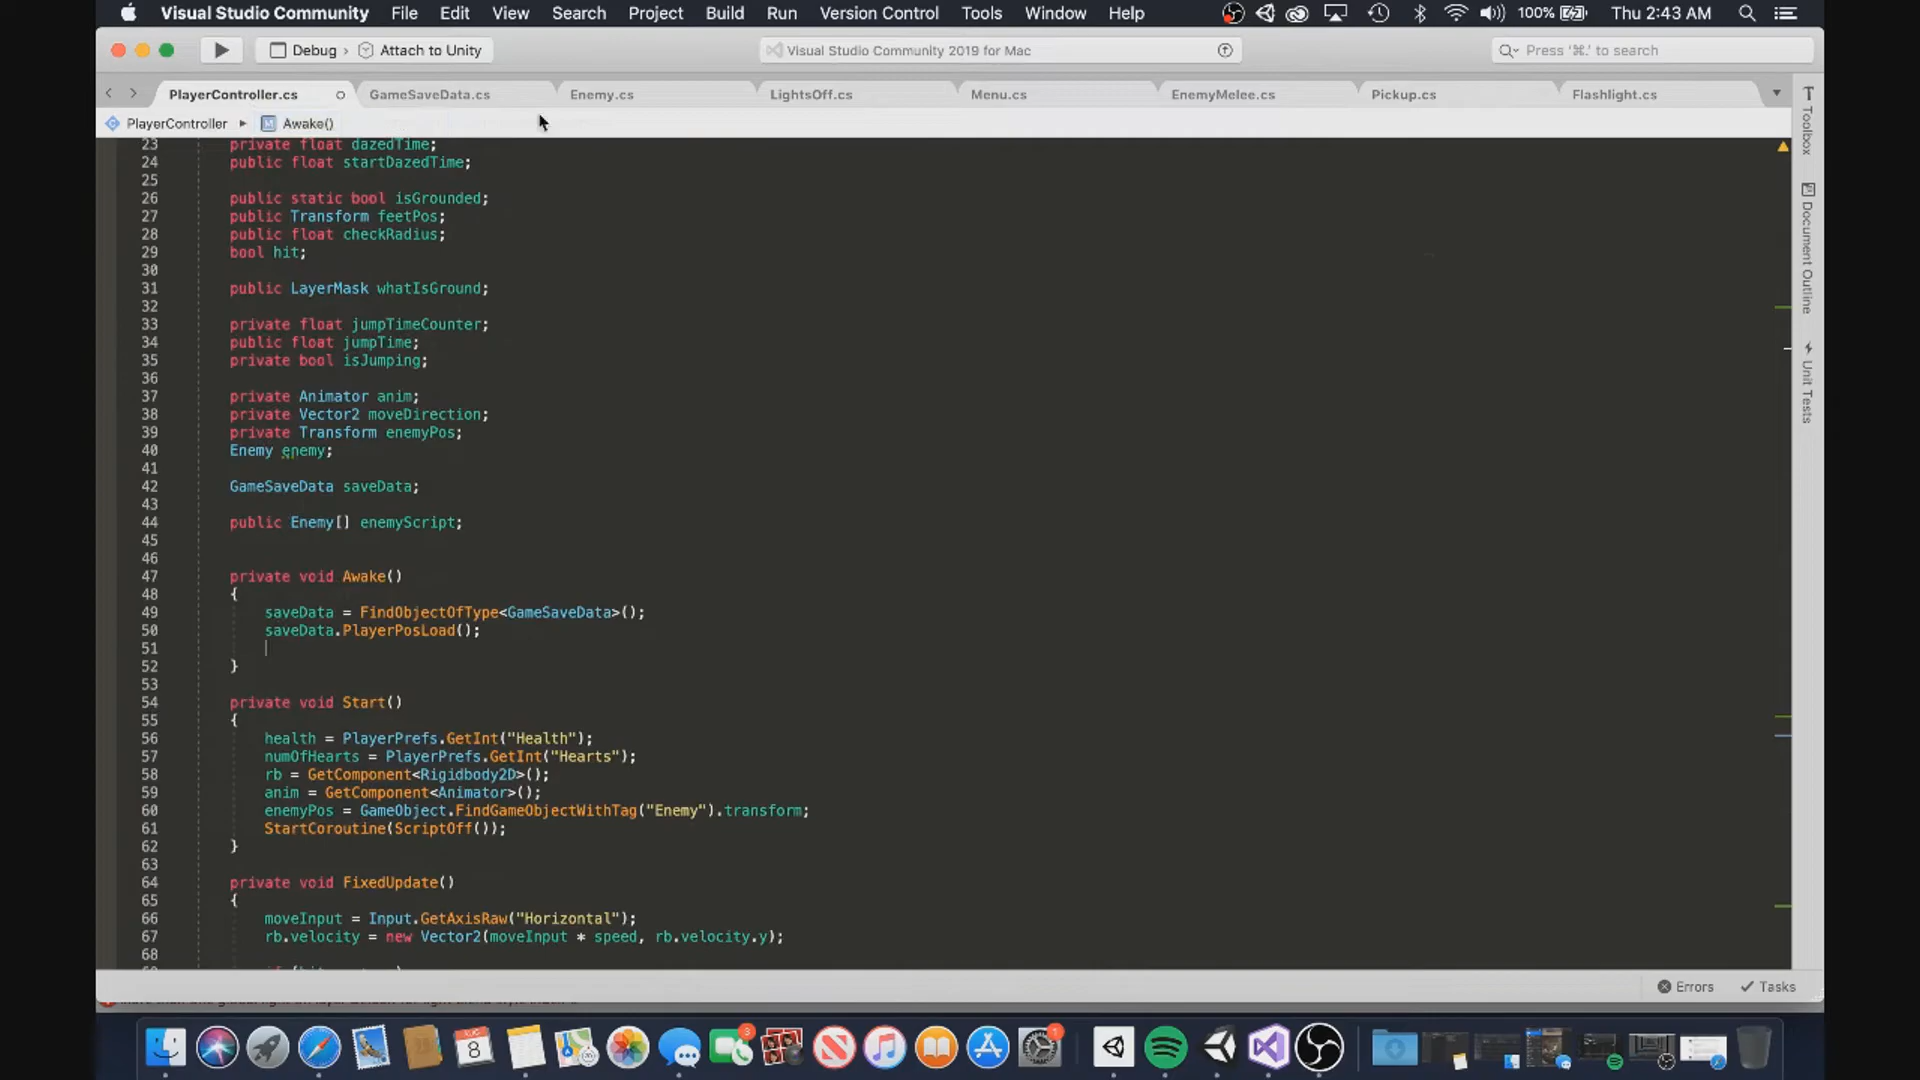 Visual Studio Community File Edit View Search Project Build Run Version Control Tools Window Help 100% Thu 2:43 AM
Debug › Attach to Unity Visual Studio Community 2019 for Mac Press '⌘.' to search
PlayerController.cs GameSaveData.cs Enemy.cs LightsOff.cs Menu.cs EnemyMelee.cs Pickup.cs Flashlight.cs
PlayerController Awake()
23 private float dazedTime;
24 public float startDazedTime;
25
26 public static bool isGrounded;
27 public Transform feetPos;
28 public float checkRadius;
29 bool hit;
30
31 public LayerMask whatIsGround;
32
33 private float jumpTimeCounter;
34 public float jumpTime;
35 private bool isJumping;
36
37 private Animator anim;
38 private Vector2 moveDirection;
39 private Transform enemyPos;
40 Enemy enemy;
41
42 GameSaveData saveData;
43
44 public Enemy[] enemyScript;
45
46
47 private void Awake()
48 {
49 saveData = FindObjectOfType<GameSaveData>();
50 saveData.PlayerPosLoad();
51
52 }
53
54 private void Start()
55 {
56 health = PlayerPrefs.GetInt("Health");
57 numOfHearts = PlayerPrefs.GetInt("Hearts");
58 rb = GetComponent<Rigidbody2D>();
59 anim = GetComponent<Animator>();
60 enemyPos = GameObject.FindGameObjectWithTag("Enemy").transform;
61 StartCoroutine(ScriptOff());
62 }
63
64 private void FixedUpdate()
65 {
66 moveInput = Input.GetAxisRaw("Horizontal");
67 rb.velocity = new Vector2(moveInput * speed, rb.velocity.y);
68
Toolbox
Document Outline
Unit Tests
Errors Tasks
AUG
8
3
1